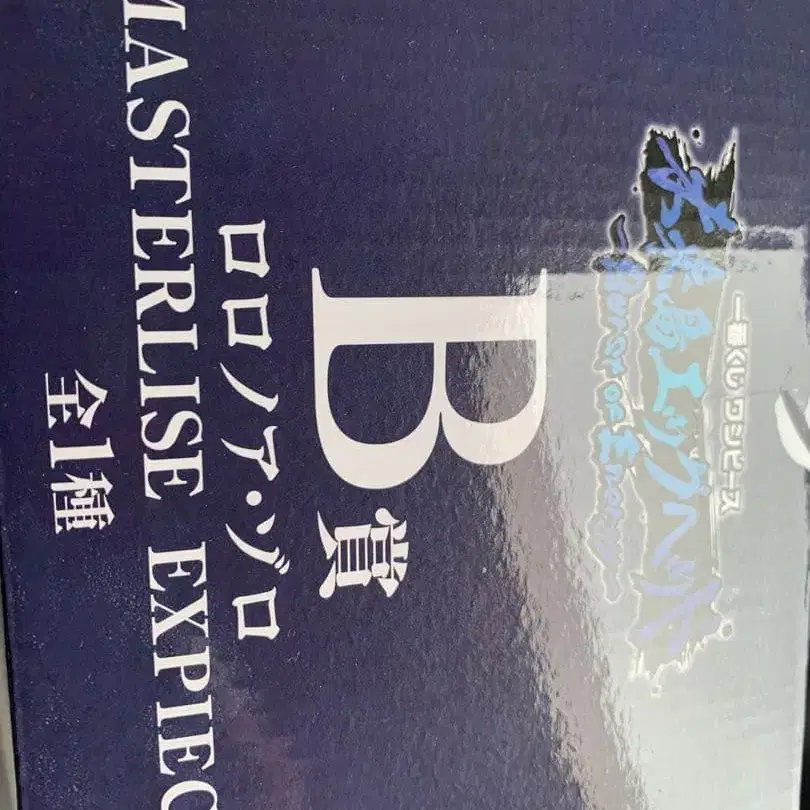 一番くじ ワンピース
未来島エッグヘッド
B賞
ロロノア・ゾロ
MASTERLISE EXPIEC
全1種